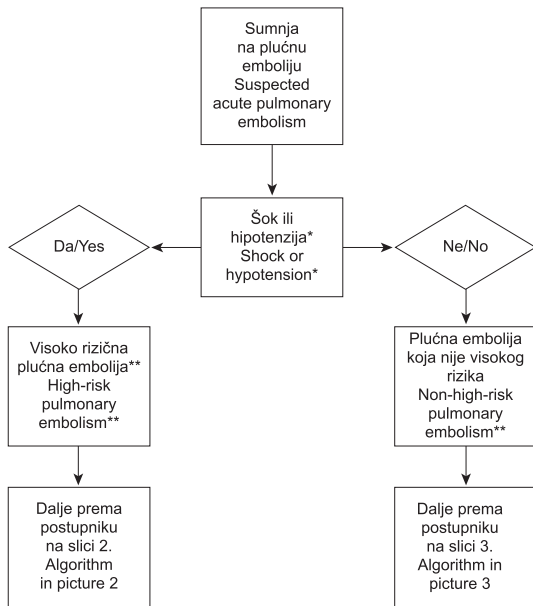 Sumnja
na plućnu
emboliju
Suspected
acute pulmonary
embolism
Da/Yes
Šok ili
hipotenzija*
Shock or
hypotension*
Ne/No
Visoko rizična
plućna embolija**
High-risk
pulmonary
embolism**
Plućna embolija
koja nije visokog
rizika
Non-high-risk
pulmonary
embolism**
Dalje prema
postupniku
na slici 2.
Algorithm
in picture 2
Dalje prema
postupniku
na slici 3.
Algorithm in
picture 3